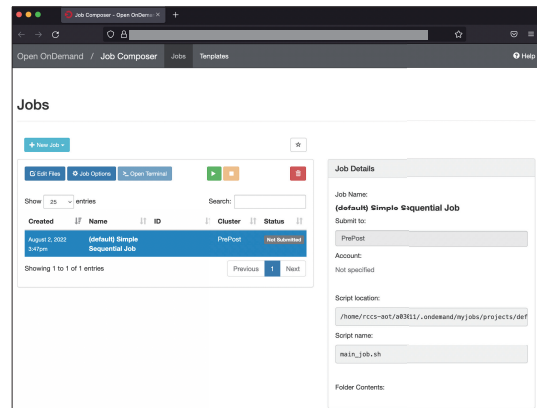 Job Composer - Open OnDemand
Open OnDemand / Job Composer Jobs Templates Help
Jobs
+ New Job
Edit Files Job Options Open Terminal
Show 25 entries Search:
Created Name ID Cluster Status
August 2, 2022 3:47pm (default) Simple Sequential Job PrePost Not Submitted
Showing 1 to 1 of 1 entries Previous 1 Next
Job Details
Job Name:
(default) Simple Sequential Job
Submit to:
PrePost
Account:
Not specified
Script location:
/home/rccs-aot/a03011/.ondemand/myjobs/projects/def
Script name:
main_job.sh
Folder Contents: